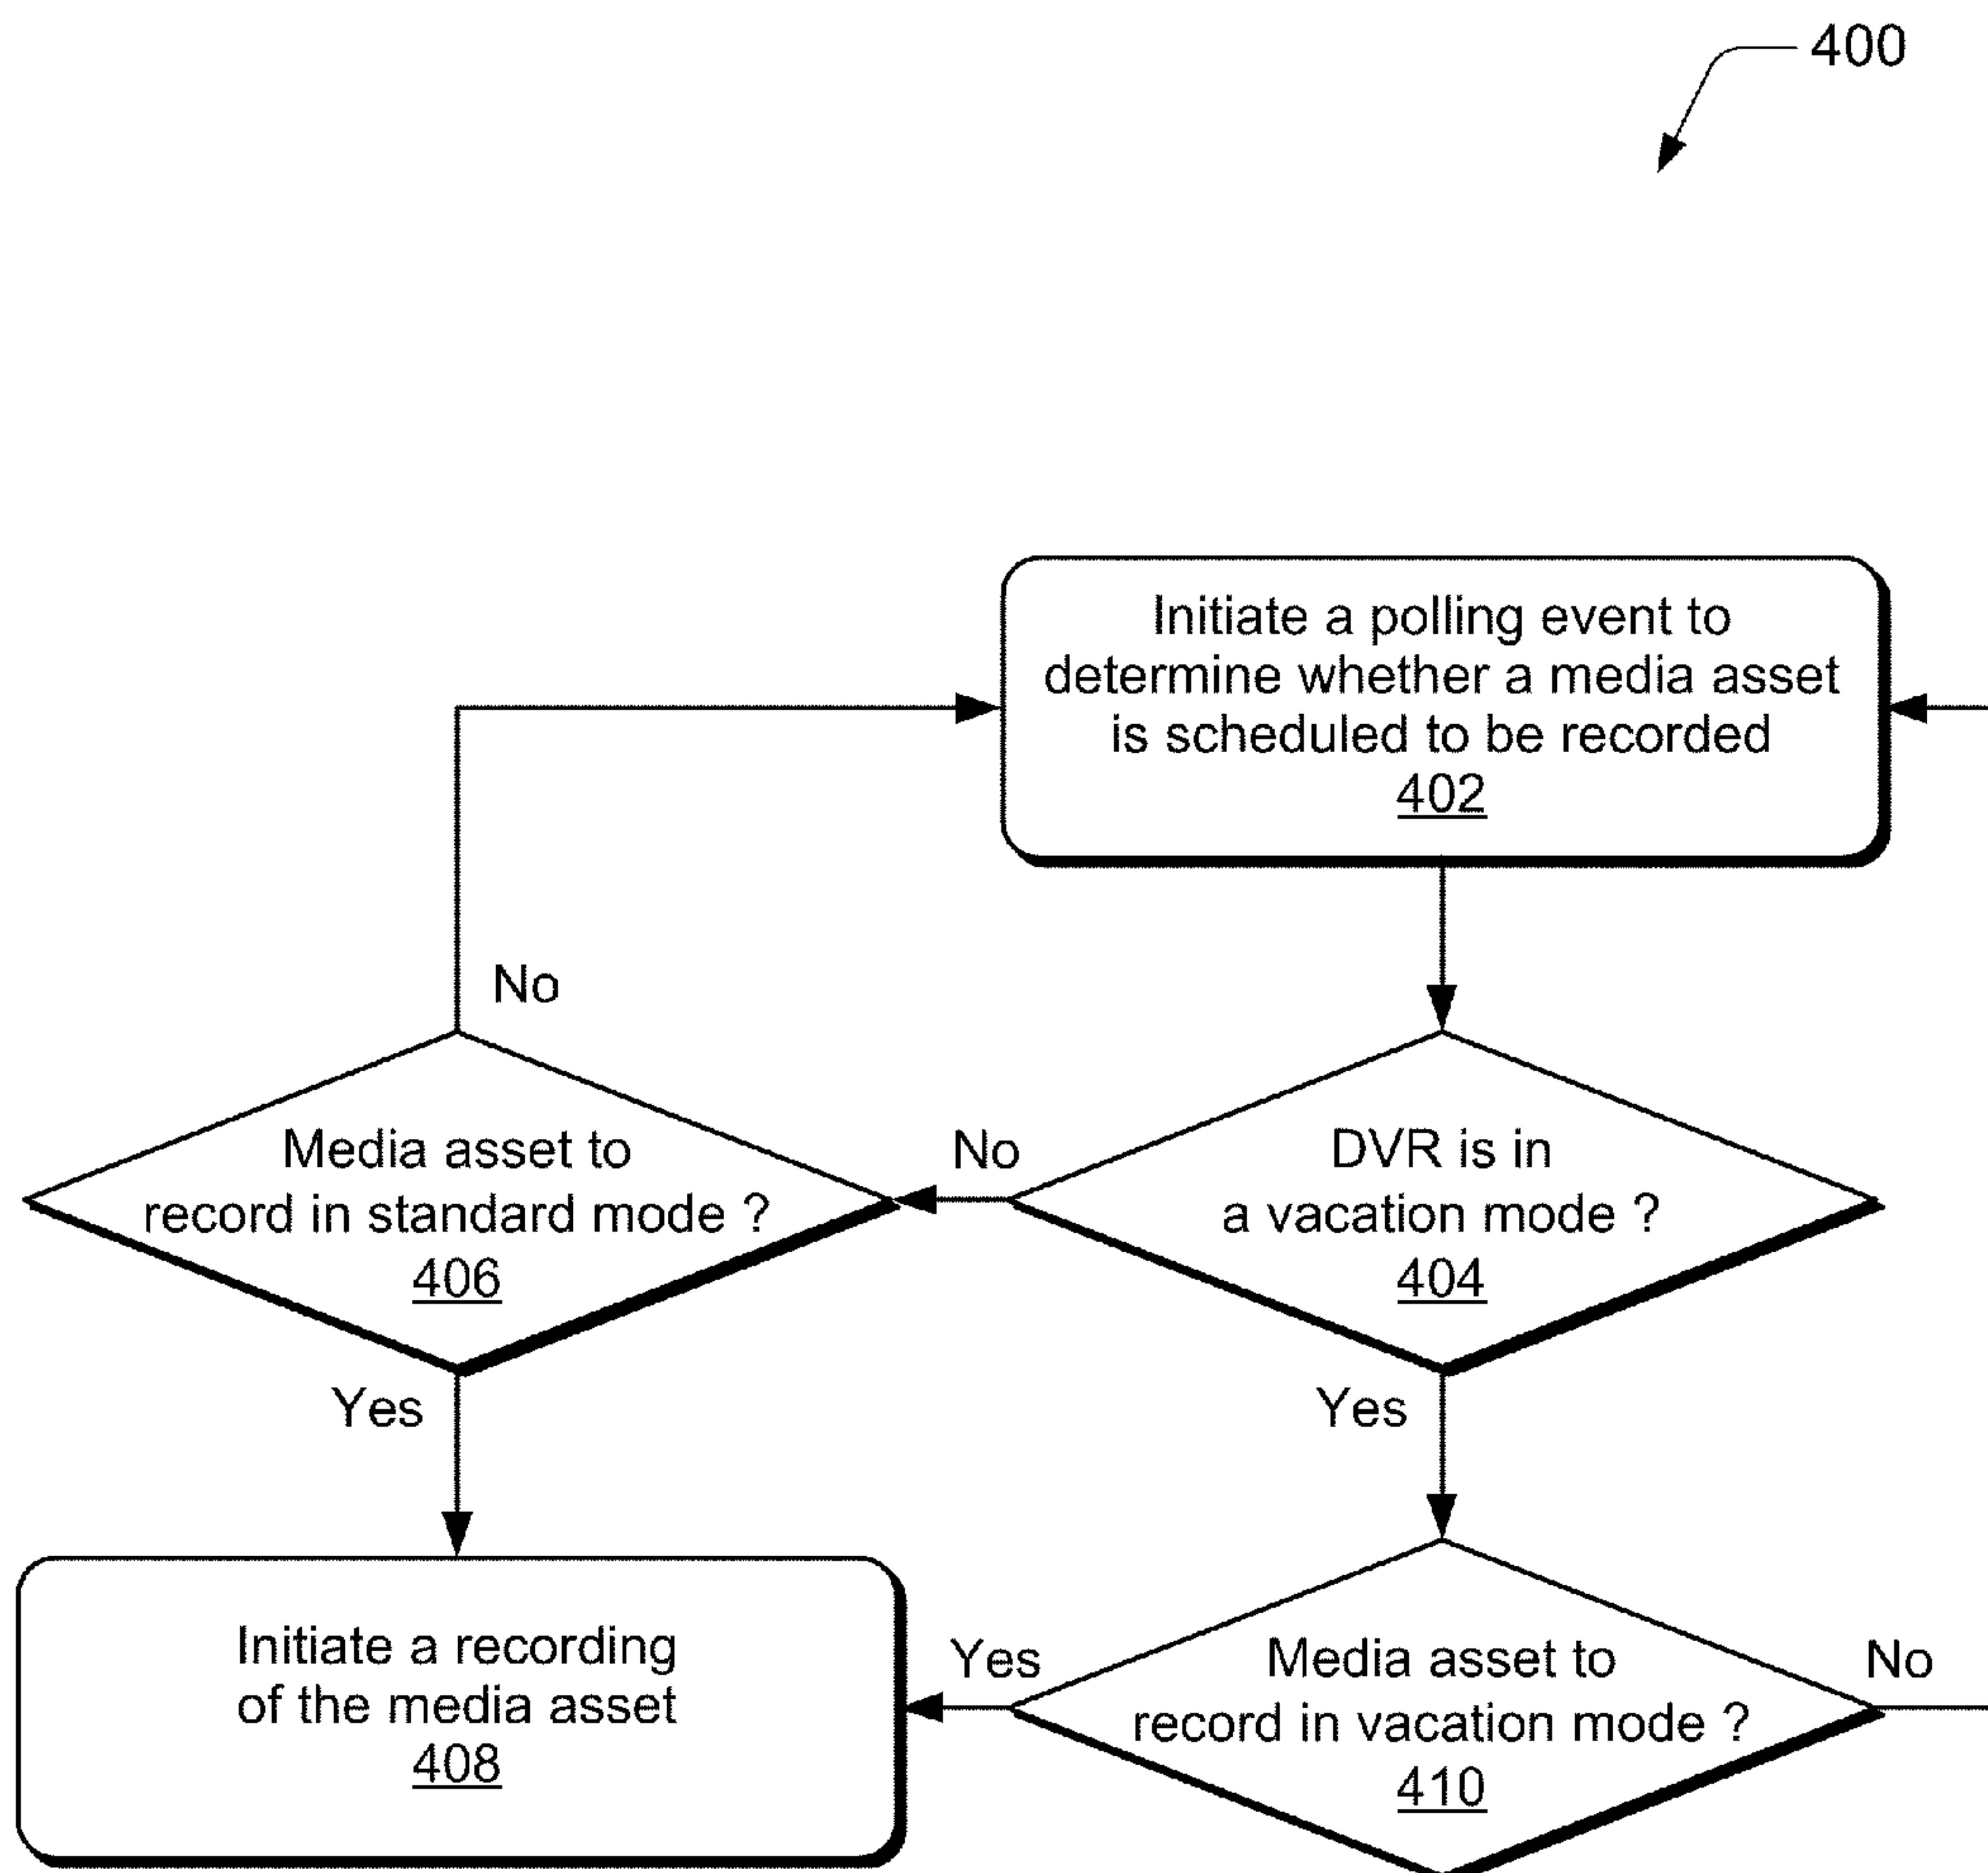 400
Initiate a polling event to
determine whether a media asset
is scheduled to be recorded
402
No
Media asset to
record in standard mode ?
406
No
DVR is in
a vacation mode ?
404
Yes
Yes
Initiate a recording
of the media asset
408
Yes
Media asset to
record in vacation mode ?
410
No